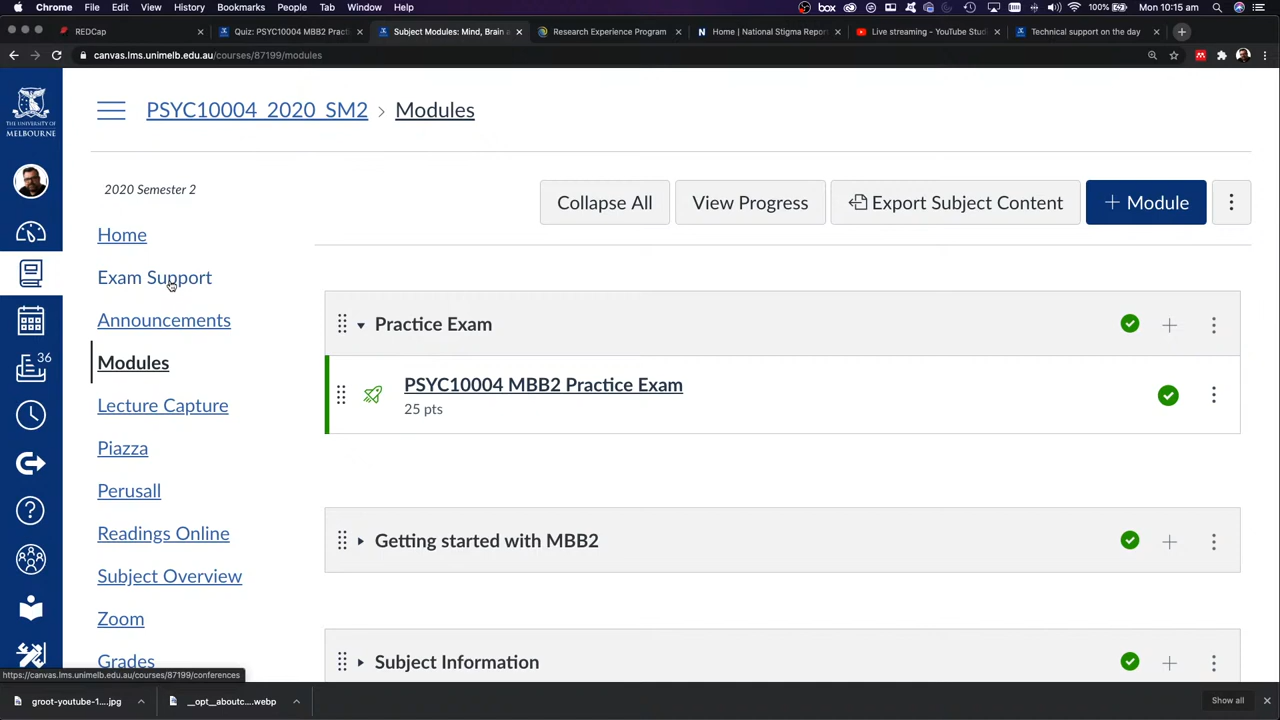 Chrome File Edit View History Bookmarks People Tab Window Help
box 100% Mon 10:15 am
REDCap
Quiz: PSYC10004 MBB2 Practi
Subject Modules: Mind, Brain
Research Experience Program
Home | National Stigma Repor
Live streaming - YouTube Stud
Technical support on the day
canvas.lms.unimelb.edu.au/courses/87199/modules
THE UNIVERSITY OF
MELBOURNE
PSYC10004_2020_SM2 > Modules
2020 Semester 2
Collapse All
View Progress
Export Subject Content
+ Module
Home
Exam Support
Announcements
Modules
Lecture Capture
Piazza
Perusall
Readings Online
Subject Overview
Zoom
Grades
36
Practice Exam
PSYC10004 MBB2 Practice Exam
25 pts
Getting started with MBB2
Subject Information
https://canvas.lms.unimelb.edu.au/courses/87199/conferences
groot-youtube-1....jpg
__opt__aboutc....webp
Show all